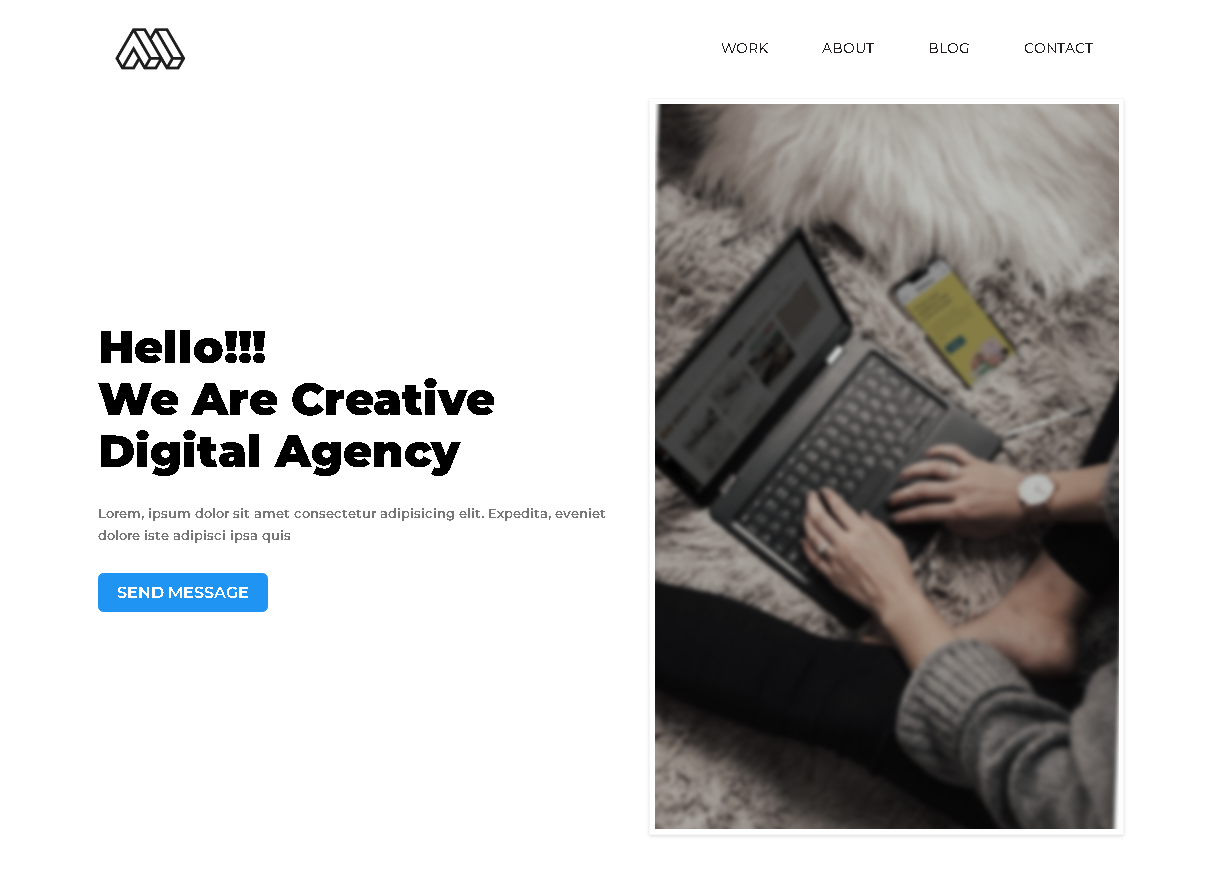 WORK ABOUT BLOG CONTACT
Hello!!!
We Are Creative
Digital Agency
Lorem, ipsum dolor sit amet consectetur adipisicing elit. Expedita, eveniet
dolore iste adipisci ipsa quis
SEND MESSAGE